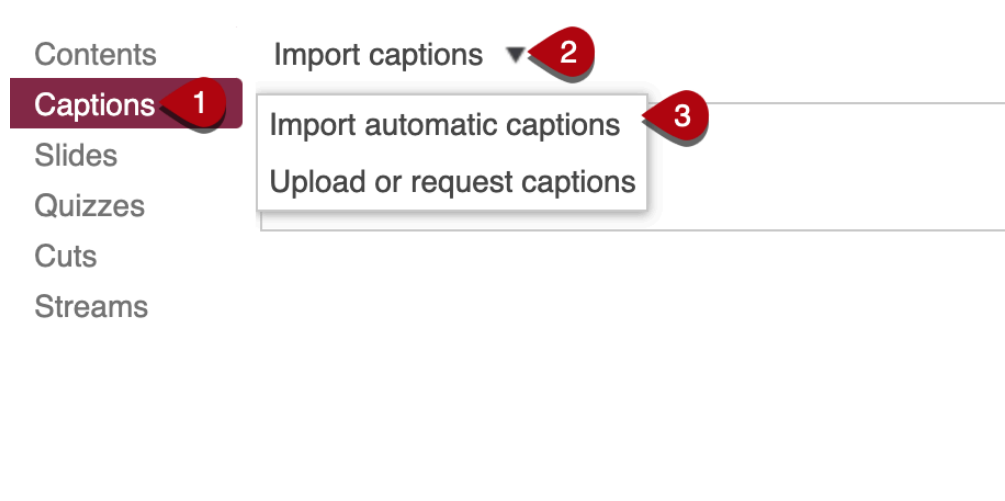 Contents
Captions 1
Slides
Quizzes
Cuts
Streams
Import captions 2
Import automatic captions 3
Upload or request captions